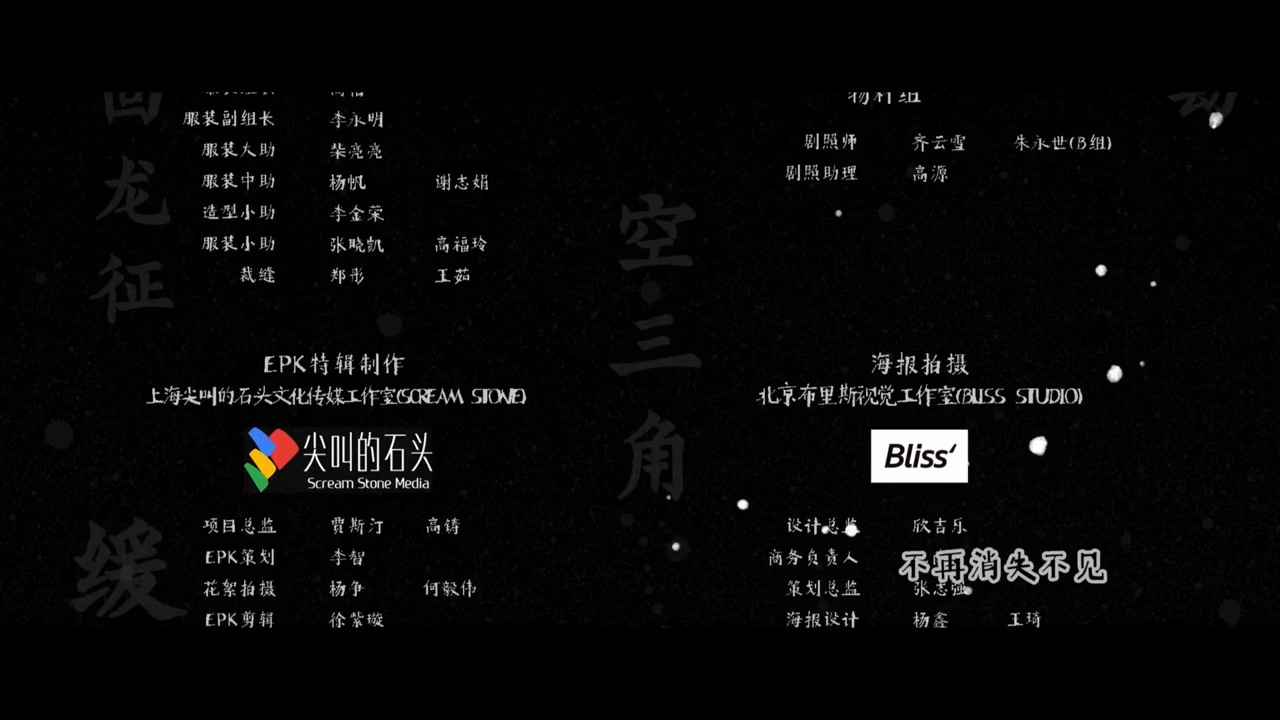 服装副组长 李永明
服装大助 柴亮亮
服装中助 杨帆 谢志娟
造型小助 李金荣
服装小助 张晓凯 高福玲
裁缝 郑彤 王茹
EPK特辑制作
上海尖叫的石头文化传媒工作室(SCREAM STONE)
尖叫的石头
Scream Stone Media
项目总监 贾斯汀 高铸
EPK策划 李智
花絮拍摄 杨争 何毅伟
EPK剪辑 徐紫璇
物料组
剧照师 齐云雪 朱永世(B组)
剧照助理 高源
海报拍摄
北京布里斯视觉工作室(BLISS STUDIO)
Bliss‘
设计总监 欣吉乐
商务负责人
策划总监 张志强
海报设计 杨鑫 王琦
不再消失不见
龙
征
缓
空
三
角